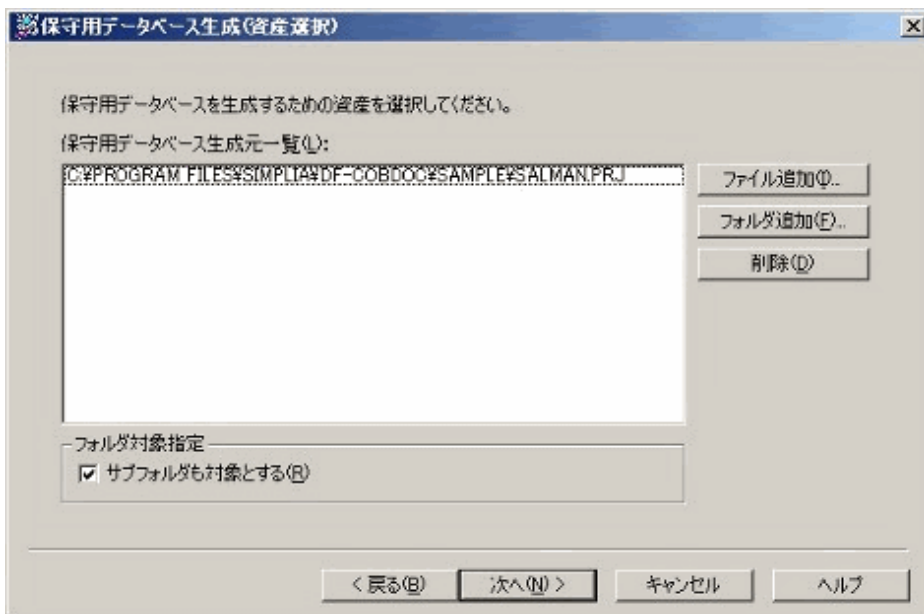 保守用データベース生成(資産選択)
保守用データベースを生成するための資産を選択してください。
保守用データベース生成元一覧(L):
C:¥PROGRAM FILES¥SIMPLIA¥DF-COBDOC¥SAMPLE¥SALMAN.PRJ
ファイル追加(I)...
フォルダ追加(F)...
削除(D)
フォルダ対象指定
サブフォルダも対象とする(R)
< 戻る(B)
次へ(N) >
キャンセル
ヘルプ